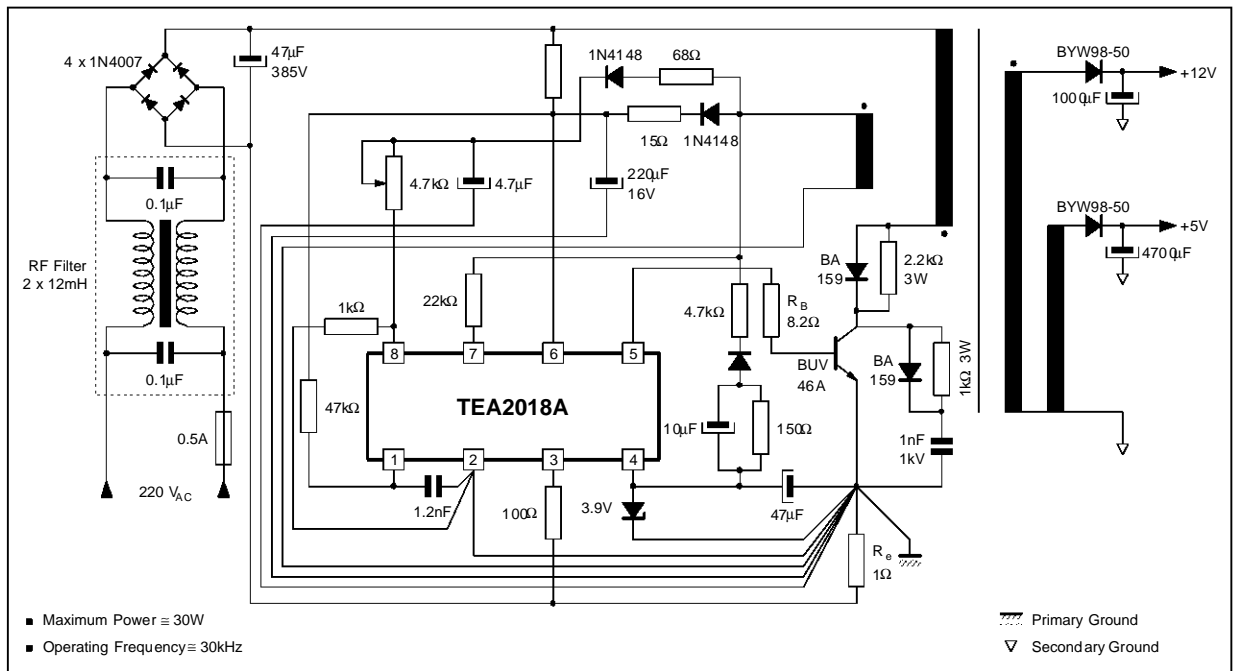 4 x 1N4007
47µF
385V
1N4148
68Ω
15Ω
1N4148
BYW98-50
+12V
1000µF
0.1µF
4.7kΩ
4.7µF
220µF
16V
BYW98-50
+5V
4700µF
RF Filter
2 x 12mH
BA
159
2.2kΩ
3W
1kΩ
22kΩ
4.7kΩ
RB
8.2Ω
8
7
6
5
BUV
46A
BA
159
1kΩ 3W
0.1µF
TEA2018A
47kΩ
0.5A
10µF
150Ω
1nF
1kV
1
2
3
4
220 VAC
1.2nF
100Ω
3.9V
47µF
Re
1Ω
Maximum Power ≅ 30W
Operating Frequency ≅ 30kHz
Primary Ground
Secondary Ground